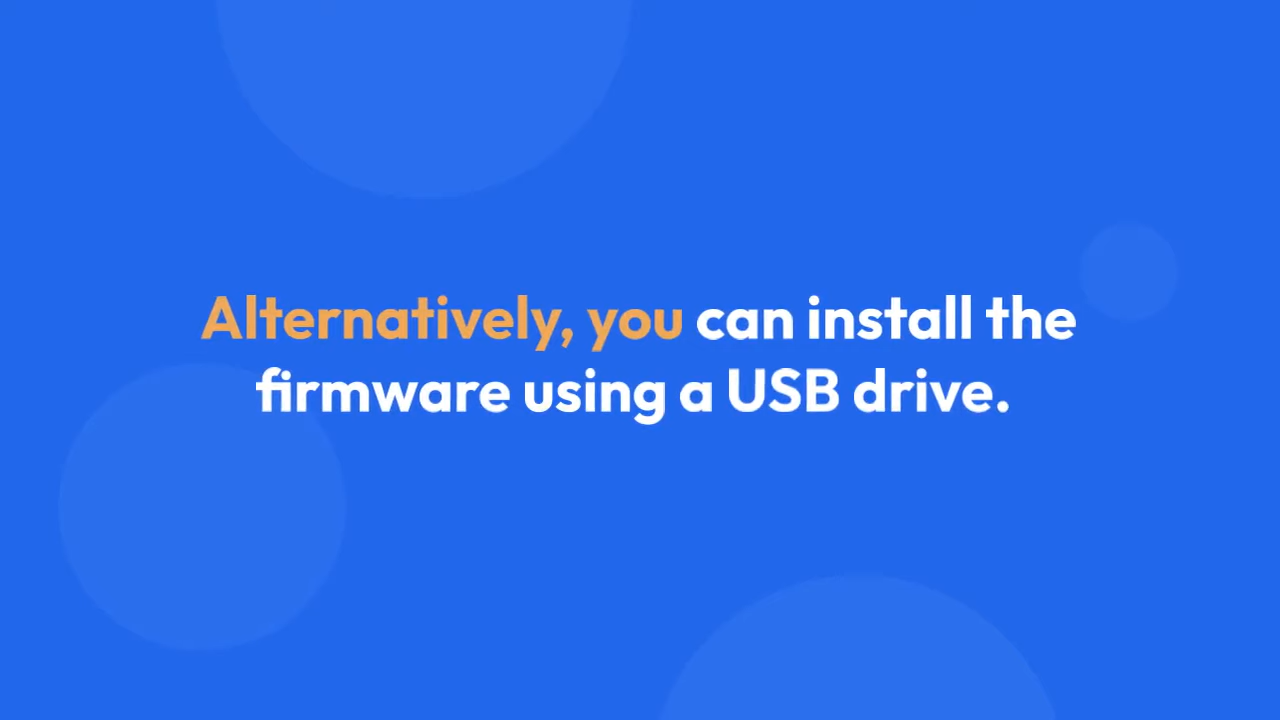 Alternatively, you can install the
firmware using a USB drive.